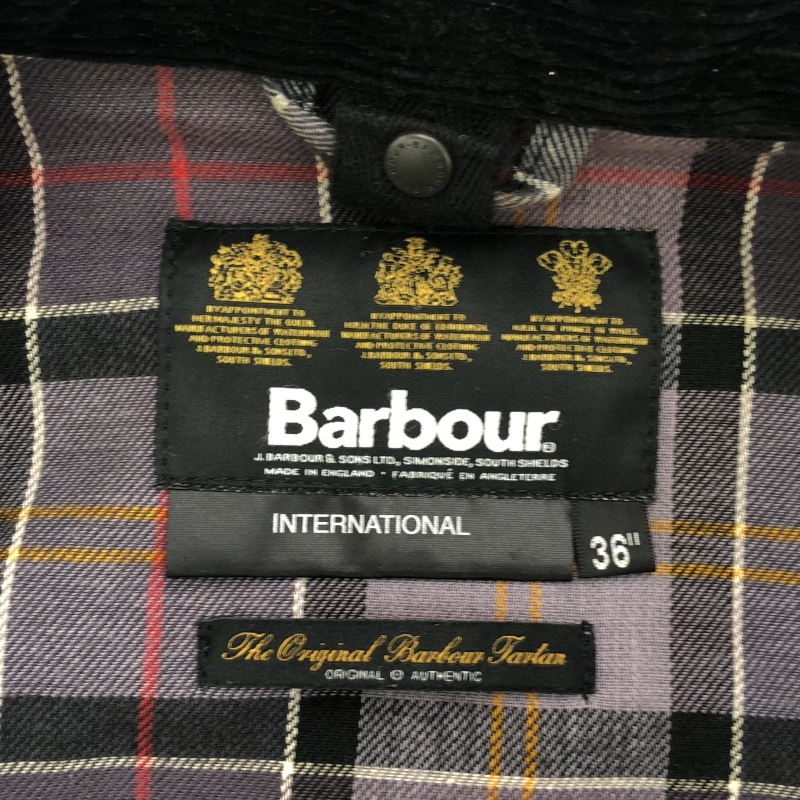 BY APPOINTMENT TO
HER MAJESTY THE QUEEN
MANUFACTURERS OF WATERPROOF
AND PROTECTIVE CLOTHING
J.BARBOUR & SONS LTD.
SOUTH SHIELDS.
BY APPOINTMENT TO
H.R.H. THE DUKE OF EDINBURGH
MANUFACTURERS OF WATERPROOF
AND PROTECTIVE CLOTHING
J.BARBOUR & SONS LTD.
SOUTH SHIELDS.
BY APPOINTMENT TO
H.R.H. THE PRINCE OF WALES
MANUFACTURERS OF WATERPROOF
AND PROTECTIVE CLOTHING
J.BARBOUR & SONS LTD.
SOUTH SHIELDS.
Barbour®
J. BARBOUR & SONS LTD, SIMONSIDE, SOUTH SHIELDS
MADE IN ENGLAND - FABRIQUÉ EN ANGLETERRE
INTERNATIONAL
36"
The Original Barbour Tartan
ORIGINAL © AUTHENTIC